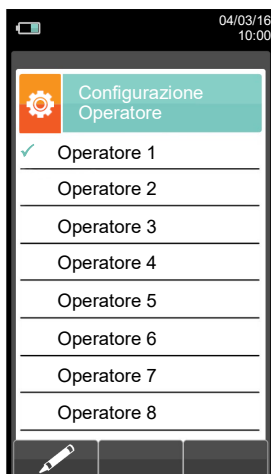 04/03/16
10:00
Configurazione
Operatore
Operatore 1
Operatore 2
Operatore 3
Operatore 4
Operatore 5
Operatore 6
Operatore 7
Operatore 8